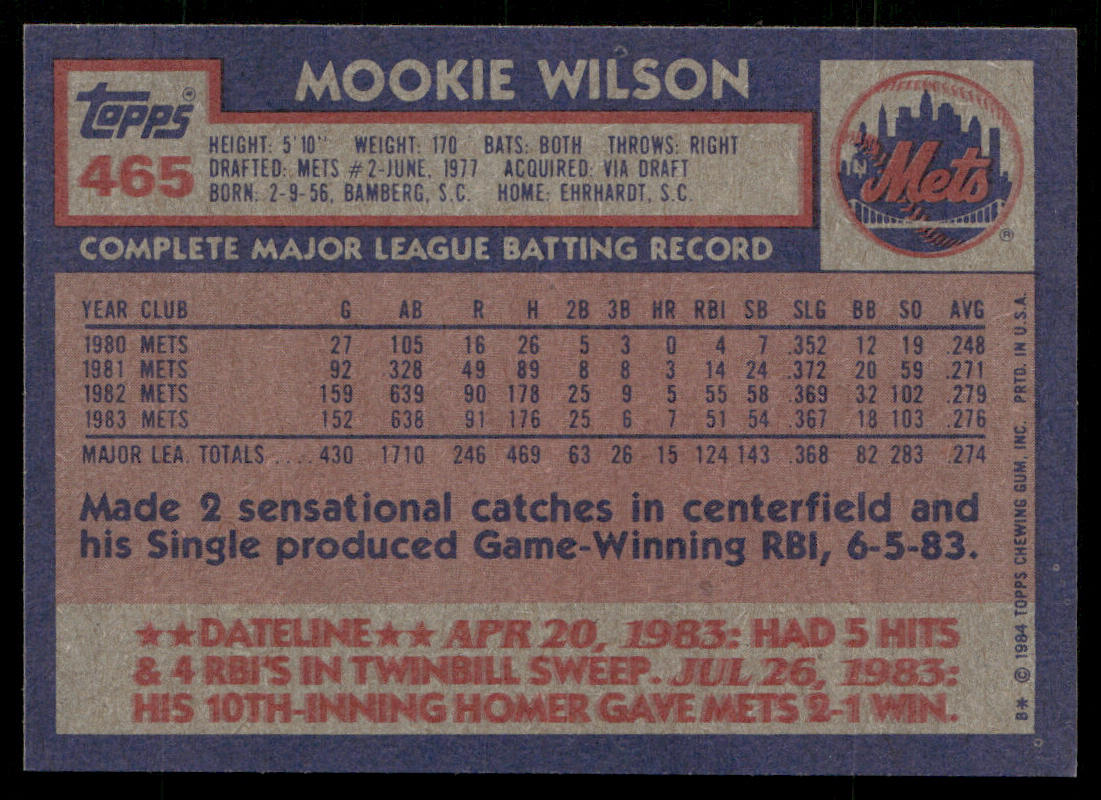 MOOKIE WILSON
TOPPS®
465
HEIGHT: 5'10" WEIGHT: 170 BATS: BOTH THROWS: RIGHT
DRAFTED: METS #2-JUNE, 1977 ACQUIRED: VIA DRAFT
BORN: 2-9-56, BAMBERG, S.C. HOME: EHRHARDT, S.C.
Mets
®
COMPLETE MAJOR LEAGUE BATTING RECORD
YEAR CLUB G AB R H 2B 3B HR RBI SB SLG BB SO AVG
1980 METS 27 105 16 26 5 3 0 4 7 .352 12 19 .248
1981 METS 92 328 49 89 8 8 3 14 24 .372 20 59 .271
1982 METS 159 639 90 178 25 9 5 55 58 .369 32 102 .279
1983 METS 152 638 91 176 25 6 7 51 54 .367 18 103 .276
MAJOR LEA. TOTALS .... 430 1710 246 469 63 26 15 124 143 .368 82 283 .274
Made 2 sensational catches in centerfield and
his Single produced Game-Winning RBI, 6-5-83.
★★DATELINE★★ APR 20, 1983: HAD 5 HITS
& 4 RBI'S IN TWINBILL SWEEP. JUL 26, 1983:
HIS 10TH-INNING HOMER GAVE METS 2-1 WIN.
B* © 1984 TOPPS CHEWING GUM, INC. PRTD. IN U.S.A.